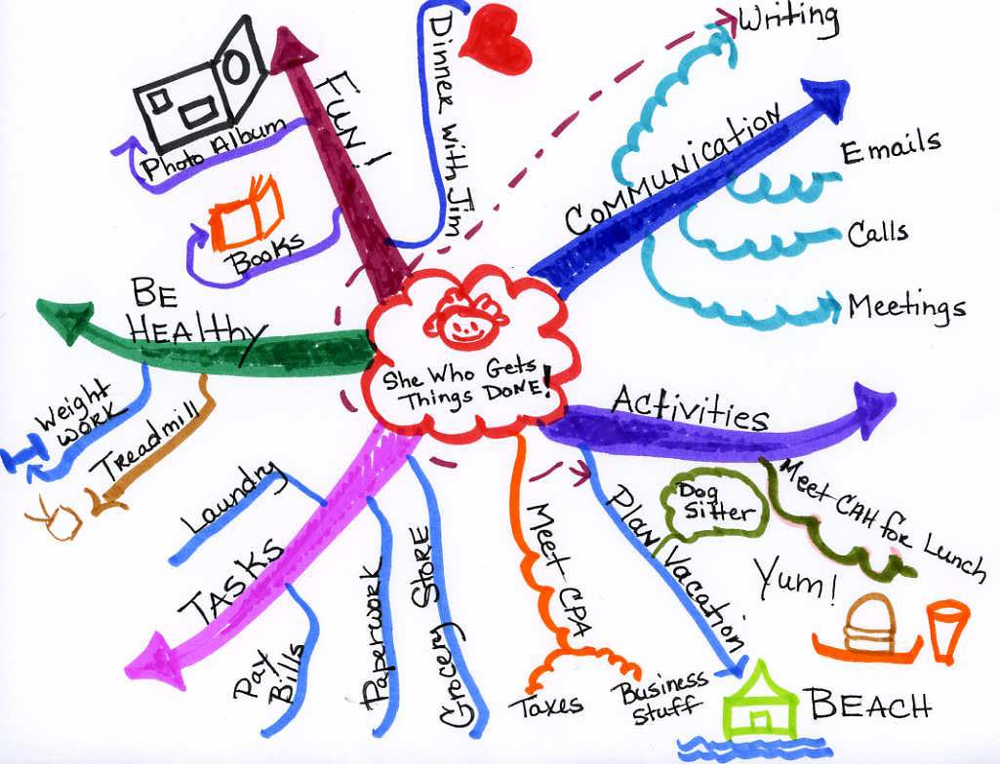 Writing
Dinner with Jim
FUN!
Photo Album
Books
COMMUNICATION
Emails
Calls
Meetings
BE
HEAlthy
Weight
WORK
Treadmill
She Who Gets
Things DONE!
Activities
Meet CAH for Lunch
Yum!
Dog
Sitter
Plan Vacation
BEACH
Meet CPA
Taxes
Business
Stuff
Laundry
TASKS
Pay
Bills
Paperwork
Grocery STORE